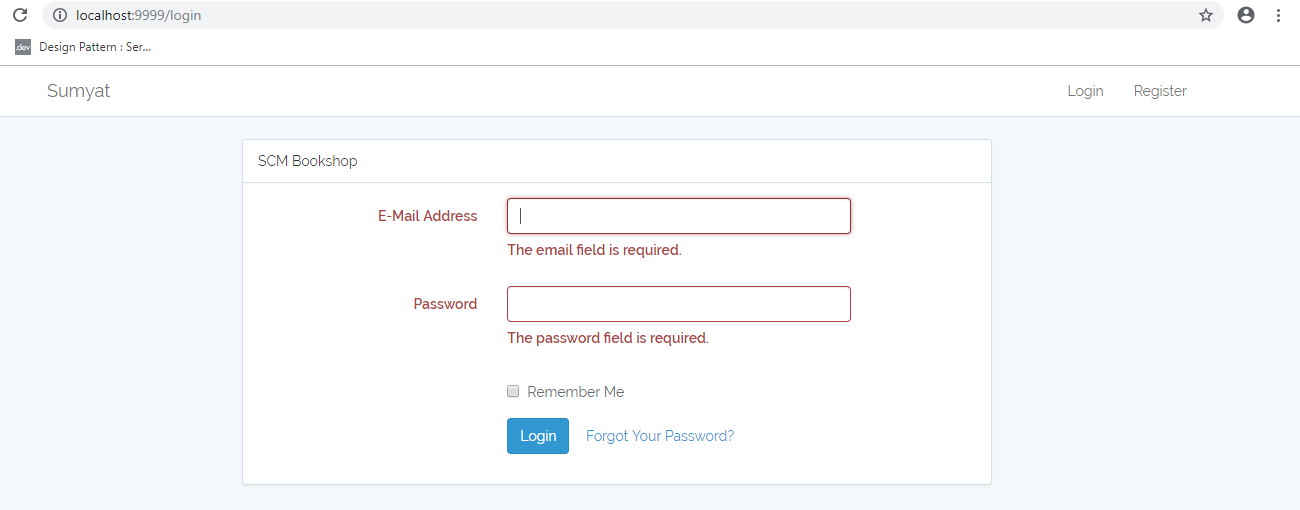 localhost:9999/login
.dev Design Pattern : Ser...
Sumyat Login Register
SCM Bookshop
E-Mail Address
The email field is required.
Password
The password field is required.
Remember Me
Login Forgot Your Password?